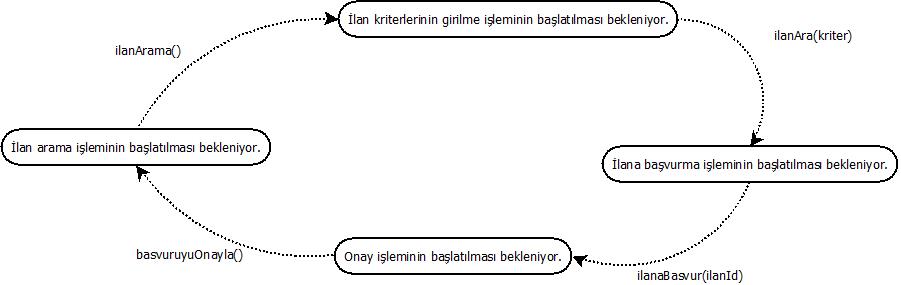 İlan kriterlerinin girilme işleminin başlatılması bekleniyor.
ilanAra(kriter)
ilanArama()
İlan arama işleminin başlatılması bekleniyor.
İlana başvurma işleminin başlatılması bekleniyor.
basvuruyuOnayla()
Onay işleminin başlatılması bekleniyor.
ilanaBasvur(ilanId)